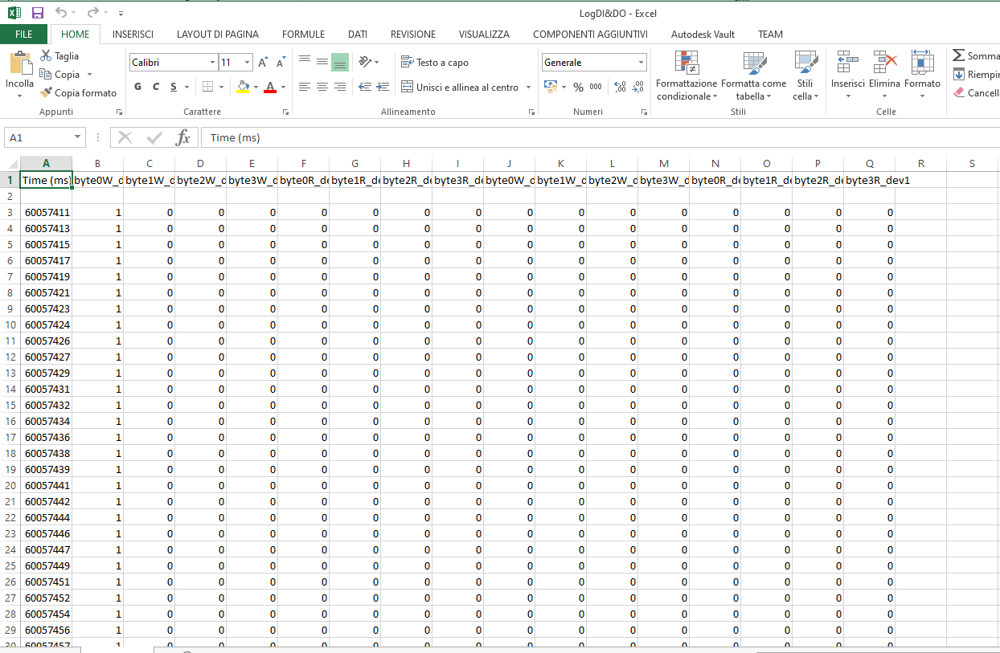 LogDI&DO - Excel
FILE HOME INSERISCI LAYOUT DI PAGINA FORMULE DATI REVISIONE VISUALIZZA COMPONENTI AGGIUNTIVI Autodesk Vault TEAM
Incolla
Taglia
Copia
Copia formato
Appunti
Calibri 11
G C S
Carattere
Testo a capo
Unisci e allinea al centro
Allineamento
Generale
% 000
Numeri
Formattazione condizionale
Formatta come tabella
Stili cella
Stili
Inserisci Elimina Formato
Celle
Somma
Riempi
Cancell
A1 fx Time (ms)
A B C D E F G H I J K L M N O P Q R S
1 Time (ms) byte0W_d byte1W_d byte2W_d byte3W_d byte0R_de byte1R_de byte2R_de byte3R_de byte0W_d byte1W_d byte2W_d byte3W_d byte0R_de byte1R_de byte2R_de byte3R_dev1
2
3 60057411 1 0 0 0 0 0 0 0 0 0 0 0 0 0 0 0
4 60057413 1 0 0 0 0 0 0 0 0 0 0 0 0 0 0 0
5 60057415 1 0 0 0 0 0 0 0 0 0 0 0 0 0 0 0
6 60057417 1 0 0 0 0 0 0 0 0 0 0 0 0 0 0 0
7 60057419 1 0 0 0 0 0 0 0 0 0 0 0 0 0 0 0
8 60057421 1 0 0 0 0 0 0 0 0 0 0 0 0 0 0 0
9 60057423 1 0 0 0 0 0 0 0 0 0 0 0 0 0 0 0
10 60057424 1 0 0 0 0 0 0 0 0 0 0 0 0 0 0 0
11 60057426 1 0 0 0 0 0 0 0 0 0 0 0 0 0 0 0
12 60057427 1 0 0 0 0 0 0 0 0 0 0 0 0 0 0 0
13 60057429 1 0 0 0 0 0 0 0 0 0 0 0 0 0 0 0
14 60057431 1 0 0 0 0 0 0 0 0 0 0 0 0 0 0 0
15 60057432 1 0 0 0 0 0 0 0 0 0 0 0 0 0 0 0
16 60057434 1 0 0 0 0 0 0 0 0 0 0 0 0 0 0 0
17 60057436 1 0 0 0 0 0 0 0 0 0 0 0 0 0 0 0
18 60057438 1 0 0 0 0 0 0 0 0 0 0 0 0 0 0 0
19 60057439 1 0 0 0 0 0 0 0 0 0 0 0 0 0 0 0
20 60057441 1 0 0 0 0 0 0 0 0 0 0 0 0 0 0 0
21 60057442 1 0 0 0 0 0 0 0 0 0 0 0 0 0 0 0
22 60057444 1 0 0 0 0 0 0 0 0 0 0 0 0 0 0 0
23 60057446 1 0 0 0 0 0 0 0 0 0 0 0 0 0 0 0
24 60057447 1 0 0 0 0 0 0 0 0 0 0 0 0 0 0 0
25 60057449 1 0 0 0 0 0 0 0 0 0 0 0 0 0 0 0
26 60057451 1 0 0 0 0 0 0 0 0 0 0 0 0 0 0 0
27 60057452 1 0 0 0 0 0 0 0 0 0 0 0 0 0 0 0
28 60057454 1 0 0 0 0 0 0 0 0 0 0 0 0 0 0 0
29 60057456 1 0 0 0 0 0 0 0 0 0 0 0 0 0 0 0
30 60057457 1 0 0 0 0 0 0 0 0 0 0 0 0 0 0 0